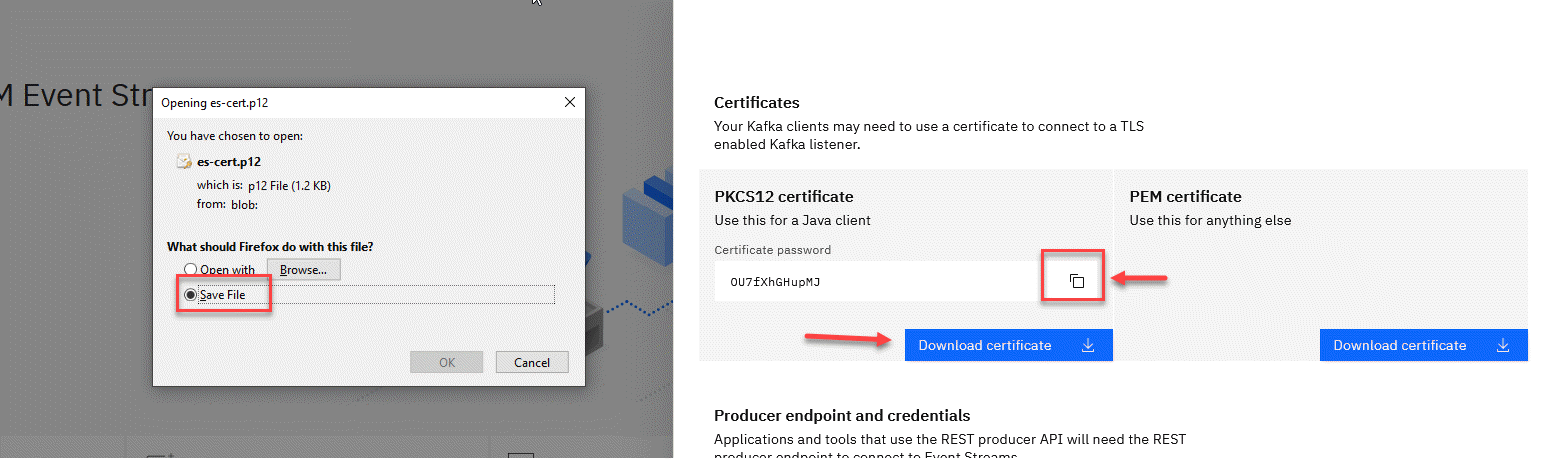 M Event Str
Opening es-cert.p12
You have chosen to open:
es-cert.p12
which is: p12 File (1.2 KB)
from: blob:
What should Firefox do with this file?
Open with
Browse...
Save File
OK
Cancel
Certificates
Your Kafka clients may need to use a certificate to connect to a TLS
enabled Kafka listener.
PKCS12 certificate
Use this for a Java client
Certificate password
OU7fXhGHupMJ
Download certificate
PEM certificate
Use this for anything else
Download certificate
Producer endpoint and credentials
Applications and tools that use the REST producer API will need the REST
producer endpoint to connect to Event Streams.